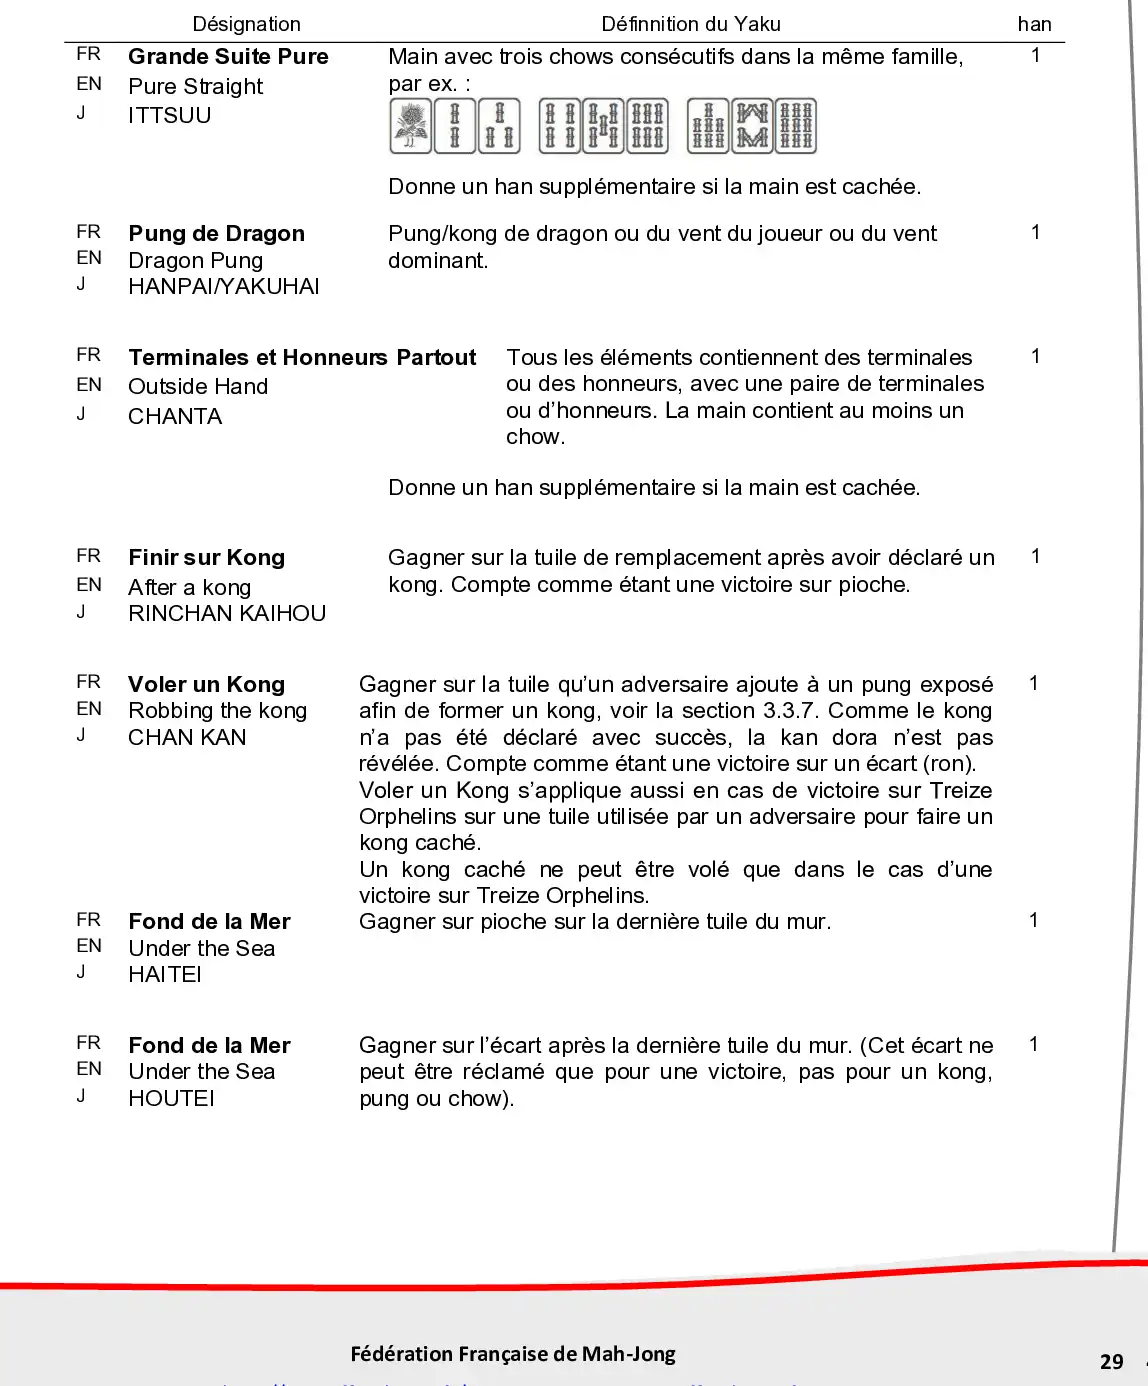 Désignation Définnition du Yaku han
FR Grande Suite Pure Main avec trois chows consécutifs dans la même famille, 1
EN Pure Straight par ex. :
J ITTSUU
Donne un han supplémentaire si la main est cachée.
FR Pung de Dragon Pung/kong de dragon ou du vent du joueur ou du vent 1
EN Dragon Pung dominant.
J HANPAI/YAKUHAI
FR Terminales et Honneurs Partout Tous les éléments contiennent des terminales 1
EN Outside Hand ou des honneurs, avec une paire de terminales
J CHANTA ou d’honneurs. La main contient au moins un
chow.
Donne un han supplémentaire si la main est cachée.
FR Finir sur Kong Gagner sur la tuile de remplacement après avoir déclaré un 1
EN After a kong kong. Compte comme étant une victoire sur pioche.
J RINCHAN KAIHOU
FR Voler un Kong Gagner sur la tuile qu’un adversaire ajoute à un pung exposé 1
EN Robbing the kong afin de former un kong, voir la section 3.3.7. Comme le kong
J CHAN KAN n’a pas été déclaré avec succès, la kan dora n’est pas
révélée. Compte comme étant une victoire sur un écart (ron).
Voler un Kong s’applique aussi en cas de victoire sur Treize
Orphelins sur une tuile utilisée par un adversaire pour faire un
kong caché.
Un kong caché ne peut être volé que dans le cas d’une
victoire sur Treize Orphelins.
FR Fond de la Mer Gagner sur pioche sur la dernière tuile du mur. 1
EN Under the Sea
J HAITEI
FR Fond de la Mer Gagner sur l’écart après la dernière tuile du mur. (Cet écart ne 1
EN Under the Sea peut être réclamé que pour une victoire, pas pour un kong,
J HOUTEI pung ou chow).
Fédération Française de Mah-Jong
29